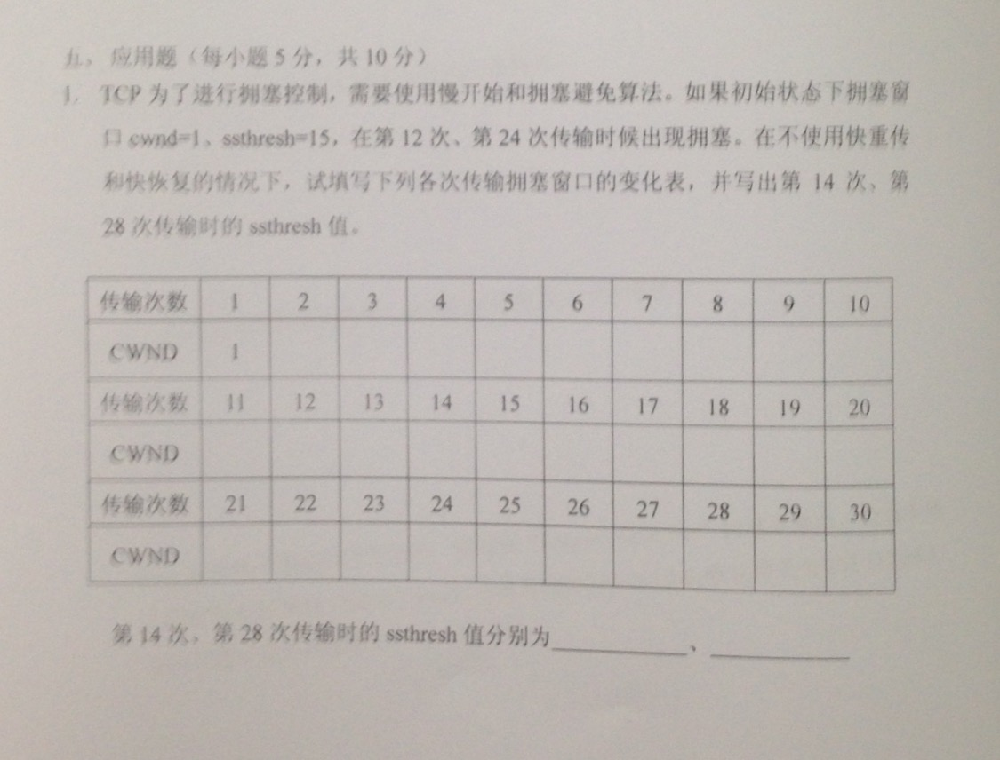 五、应用题（每小题 5 分，共 10 分）
1. TCP 为了进行拥塞控制，需要使用慢开始和拥塞避免算法。如果初始状态下拥塞窗
口 cwnd=1、ssthresh=15，在第 12 次、第 24 次传输时候出现拥塞。在不使用快重传
和快恢复的情况下，试填写下列各次传输拥塞窗口的变化表，并写出第 14 次、第
28 次传输时的 ssthresh 值。
传输次数 1 2 3 4 5 6 7 8 9 10
CWND 1
传输次数 11 12 13 14 15 16 17 18 19 20
CWND
传输次数 21 22 23 24 25 26 27 28 29 30
CWND
第 14 次、第 28 次传输时的 ssthresh 值分别为__________、__________